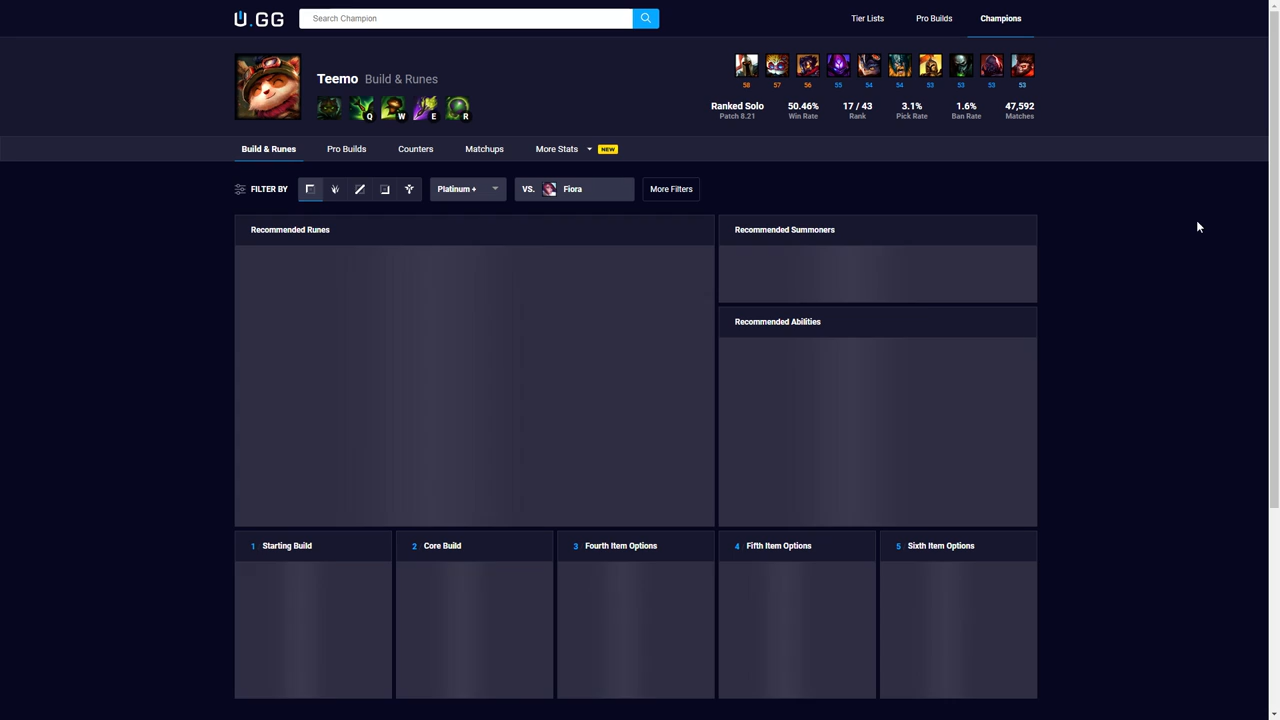 U.GG
Search Champion
Tier Lists
Pro Builds
Champions
Teemo Build & Runes
Q
W
E
R
58
57
56
55
54
54
53
53
53
53
Ranked Solo
Patch 8.21
50.46%
Win Rate
17 / 43
Rank
3.1%
Pick Rate
1.6%
Ban Rate
47,592
Matches
Build & Runes
Pro Builds
Counters
Matchups
More Stats
NEW
FILTER BY
Platinum +
VS. Fiora
More Filters
Recommended Runes
Recommended Summoners
Recommended Abilities
1 Starting Build
2 Core Build
3 Fourth Item Options
4 Fifth Item Options
5 Sixth Item Options